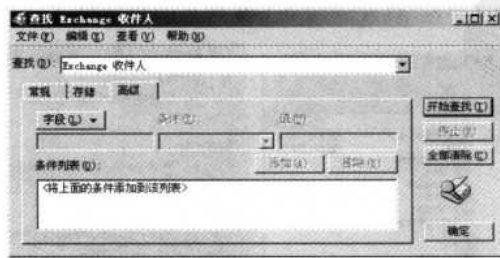 查找 Exchange 收件人
文件(F) 编辑(E) 查看(V) 帮助(H)
查找(D): Exchange 收件人
常规 存储 高级
开始查找(I)
字段(L) 条件(C): 值(U):
停止(P)
全部清除(C)
条件列表(Q): 添加(A) 删除(R)
<将上面的条件添加到该列表>
确定